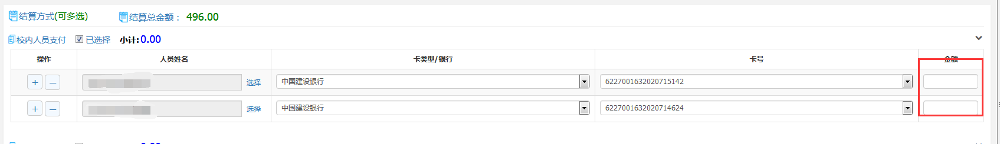 结算方式(可多选) 结算总金额： 496.00
校内人员支付 已选择 小计:0.00
操作 人员姓名 卡类型/银行 卡号 金额
+ − 选择 中国建设银行 6227001632020715142
+ − 选择 中国建设银行 6227001632020714624
0.00